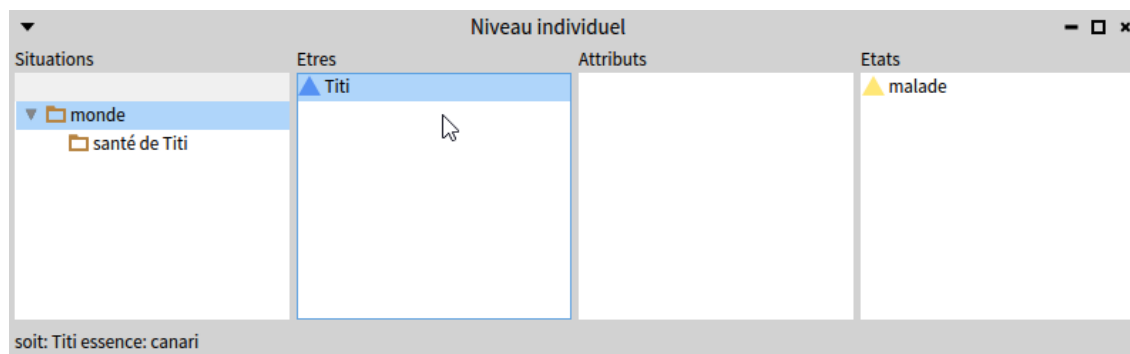 Niveau individuel
Situations Etres Attributs Etats
Titi malade
monde
santé de Titi
soit: Titi essence: canari